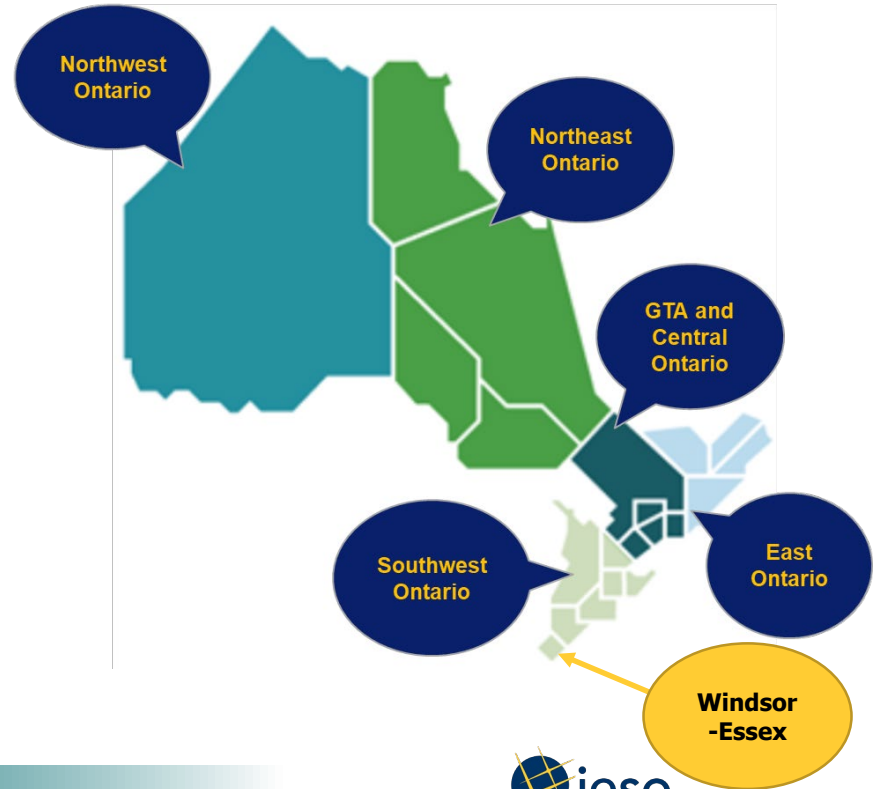 Northwest
Ontario
Northeast
Ontario
GTA and
Central
Ontario
Southwest
Ontario
East
Ontario
Windsor
-Essex
ieso